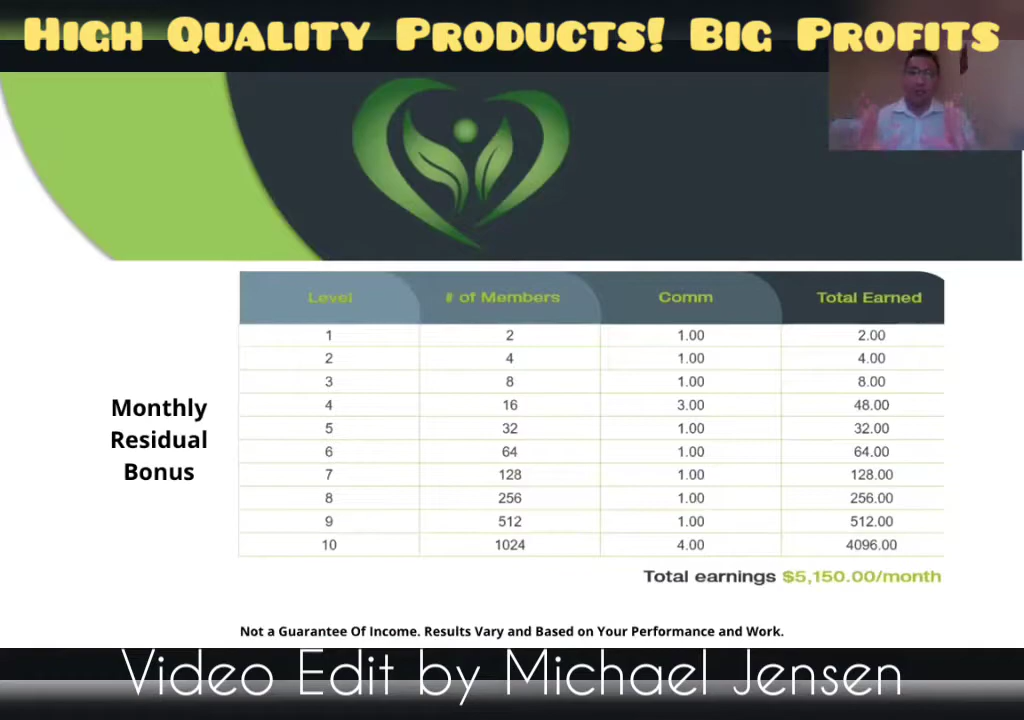 High Quality Products! Big Profits
Level # of Members Comm Total Earned
1 2 1.00 2.00
2 4 1.00 4.00
3 8 1.00 8.00
4 16 3.00 48.00
5 32 1.00 32.00
6 64 1.00 64.00
7 128 1.00 128.00
8 256 1.00 256.00
9 512 1.00 512.00
10 1024 4.00 4096.00
Monthly
Residual
Bonus
Total earnings $5,150.00/month
Not a Guarantee Of Income. Results Vary and Based on Your Performance and Work.
Video Edit by Michael Jensen